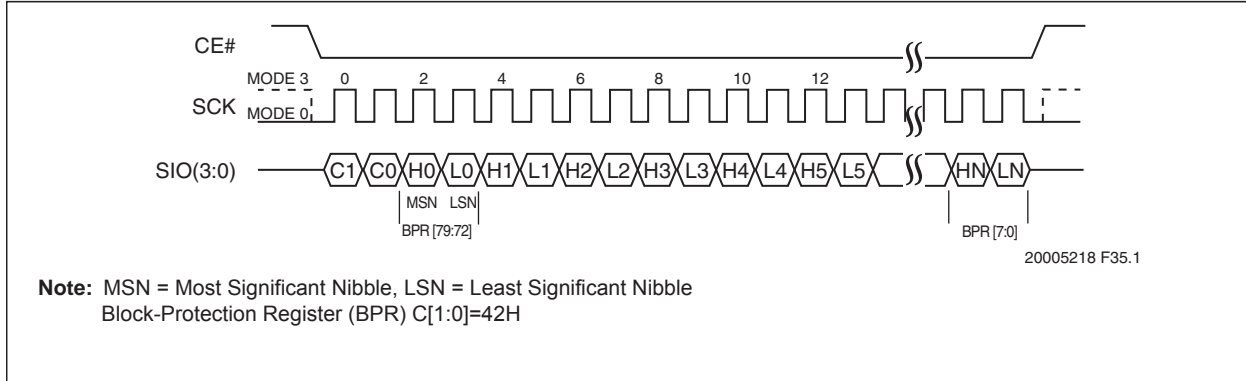 CE#
MODE 3 0 2 4 6 8 10 12
SCK MODE 0
SIO(3:0) C1 C0 H0 L0 H1 L1 H2 L2 H3 L3 H4 L4 H5 L5 HN LN
MSN LSN
BPR [79:72] BPR [7:0]
20005218 F35.1
Note: MSN = Most Significant Nibble, LSN = Least Significant Nibble
Block-Protection Register (BPR) C[1:0]=42H